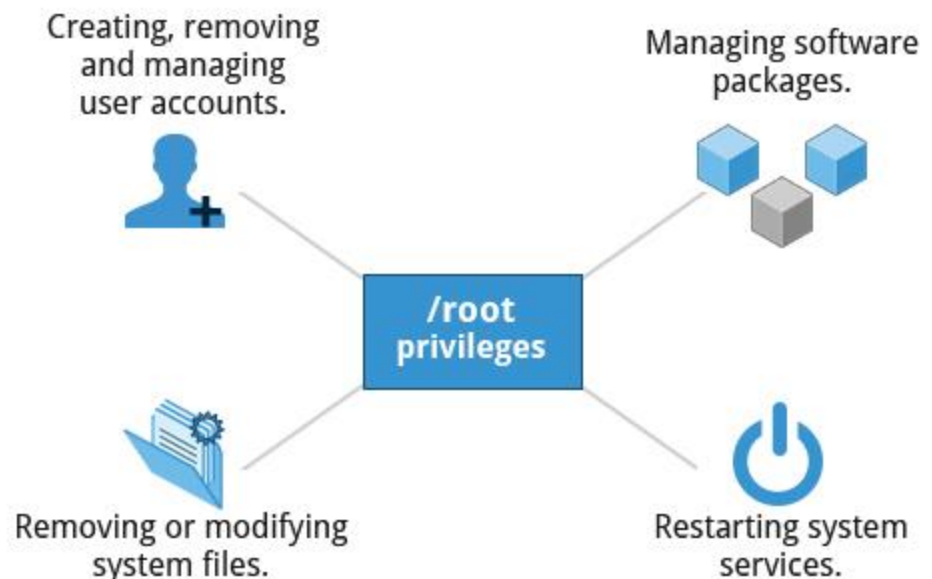 Creating, removing
and managing
user accounts.
Managing software
packages.
/root
privileges
Removing or modifying
system files.
Restarting system
services.